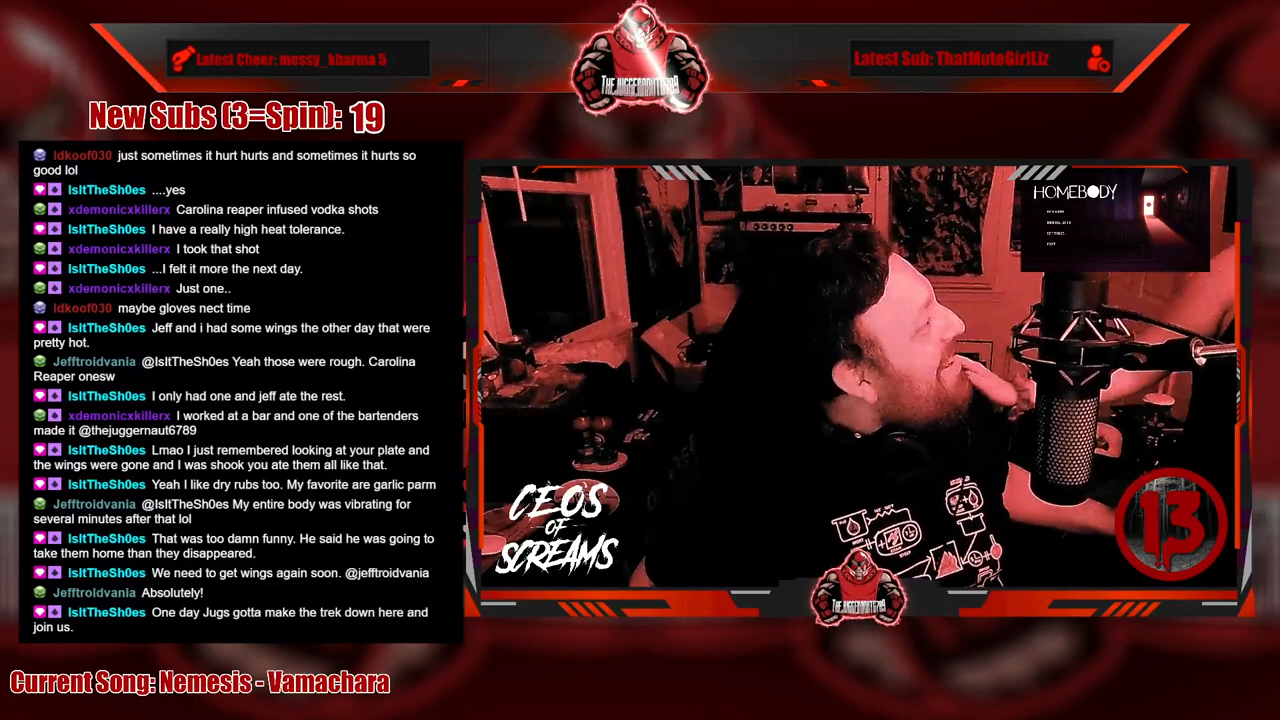 Latest Cheer: messy_kharma 5
THEJUGGERNAUT6789
Latest Sub: ThatMuteGirlLiz
New Subs (3=Spin): 19
Idkoof030 just sometimes it hurt hurts and sometimes it hurts so
good lol
IsItTheSh0es ....yes
xdemonicxkillerx Carolina reaper infused vodka shots
IsItTheSh0es I have a really high heat tolerance.
xdemonicxkillerx I took that shot
IsItTheSh0es ...I felt it more the next day.
xdemonicxkillerx Just one..
Idkoof030 maybe gloves nect time
IsItTheSh0es Jeff and i had some wings the other day that were
pretty hot.
Jefftroidvania @IsItTheSh0es Yeah those were rough. Carolina
Reaper onesw
IsItTheSh0es I only had one and jeff ate the rest.
xdemonicxkillerx I worked at a bar and one of the bartenders
made it @thejuggernaut6789
IsItTheSh0es Lmao I just remembered looking at your plate and
the wings were gone and I was shook you ate them all like that.
IsItTheSh0es Yeah I like dry rubs too. My favorite are garlic parm
Jefftroidvania @IsItTheSh0es My entire body was vibrating for
several minutes after that lol
IsItTheSh0es That was too damn funny. He said he was going to
take them home than they disappeared.
IsItTheSh0es We need to get wings again soon. @jefftroidvania
Jefftroidvania Absolutely!
IsItTheSh0es One day Jugs gotta make the trek down here and
join us.
HOMEBODY
CEOS
OF
SCREAMS
13
THEJUGGERNAUT6789
Current Song: Nemesis - Vamachara